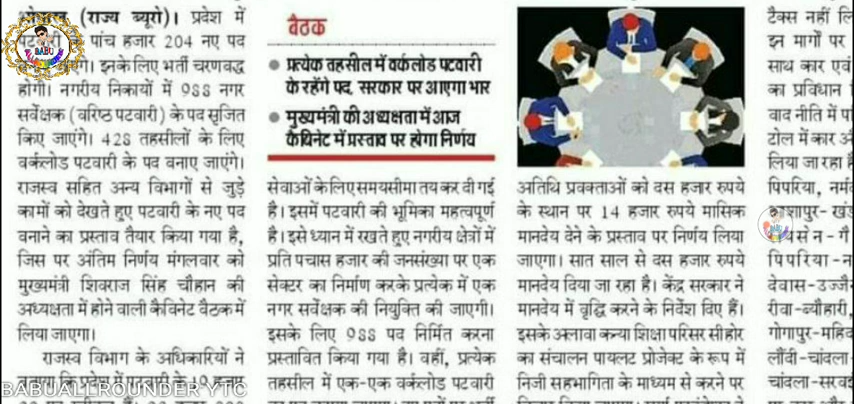 (राज्य ब्यूरो)। प्रदेश में
पांच हजार 204 नए पद
इनके लिए भर्ती चरणबद्ध
होगी। नगरीय निकायों में 988 नगर
सर्वेक्षक (वरिष्ठ पटवारी) के पद सृजित
किए जाएंगे। 428 तहसीलों के लिए
वर्कलोड पटवारी के पद बनाए जाएंगे।
राजस्व सहित अन्य विभागों से जुड़े
कामों को देखते हुए पटवारी के नए पद
बनाने का प्रस्ताव तैयार किया गया है,
जिस पर अंतिम निर्णय मंगलवार को
मुख्यमंत्री शिवराज सिंह चौहान की
अध्यक्षता में होने वाली कैबिनेट बैठक में
लिया जाएगा।
राजस्व विभाग के अधिकारियों ने
बैठक
प्रत्येक तहसील में वर्कलोड पटवारी
के रहेंगे पद, सरकार पर आएगा भार
मुख्यमंत्री की अध्यक्षता में आज
कैबिनेट में प्रस्ताव पर होगा निर्णय
सेवाओं के लिए समयसीमा तय कर दी गई
है। इसमें पटवारी की भूमिका महत्वपूर्ण
है। इसे ध्यान में रखते हुए नगरीय क्षेत्रों में
प्रति पचास हजार की जनसंख्या पर एक
सेक्टर का निर्माण करके प्रत्येक में एक
नगर सर्वेक्षक की नियुक्ति की जाएगी।
इसके लिए 988 पद निर्मित करना
प्रस्तावित किया गया है। वहीं, प्रत्येक
तहसील में एक-एक वर्कलोड पटवारी
अतिथि प्रवक्ताओं को दस हजार रुपये
के स्थान पर 14 हजार रुपये मासिक
मानदेय देने के प्रस्ताव पर निर्णय लिया
जाएगा। सात साल से दस हजार रुपये
मानदेय दिया जा रहा है। केंद्र सरकार ने
मानदेय में वृद्धि करने के निर्देश दिए हैं।
इसके अलावा कन्या शिक्षा परिसर सीहोर
का संचालन पायलट प्रोजेक्ट के रूप में
निजी सहभागिता के माध्यम से करने पर
टैक्स नहीं
इन मार्गों पर
साथ कार एवं
का प्रविधान
वाद नीति में
टोल में कार
लिया जा रहा
पिपरिया,
देवास-
रीवा-ब्यौहारी,
गोगापुर-
लौंदी-चांदला
चांदला-
BABU
BABUALLROUNDER YTC